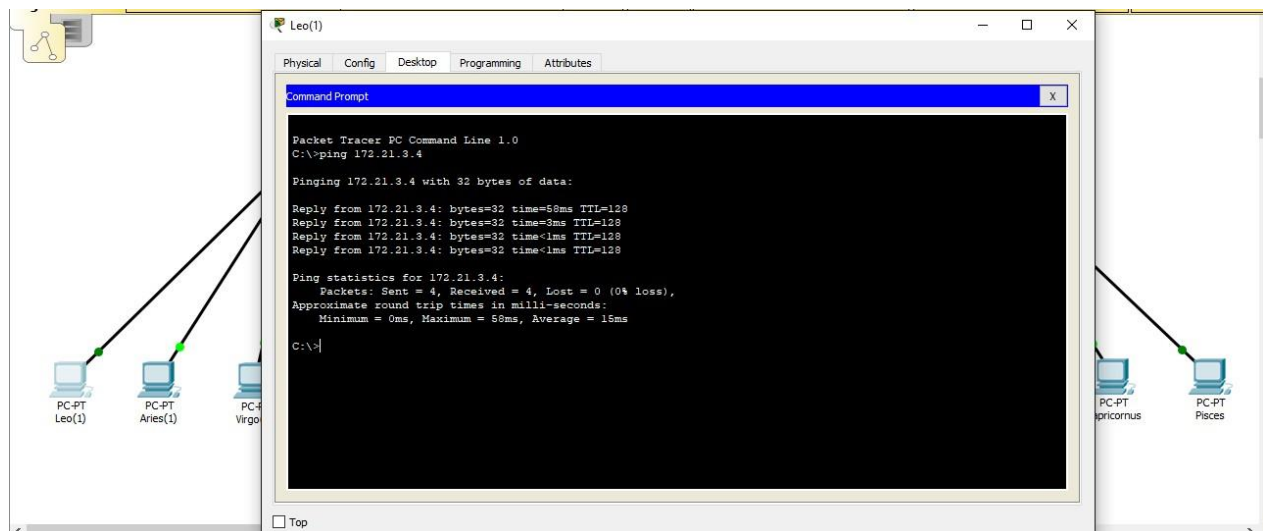 Leo(1)
Physical Config Desktop Programming Attributes
Command Prompt
X
Packet Tracer PC Command Line 1.0
C:\>ping 172.21.3.4
Pinging 172.21.3.4 with 32 bytes of data:
Reply from 172.21.3.4: bytes=32 time=58ms TTL=128
Reply from 172.21.3.4: bytes=32 time=3ms TTL=128
Reply from 172.21.3.4: bytes=32 time<1ms TTL=128
Reply from 172.21.3.4: bytes=32 time<1ms TTL=128
Ping statistics for 172.21.3.4:
Packets: Sent = 4, Received = 4, Lost = 0 (0% loss),
Approximate round trip times in milli-seconds:
Minimum = 0ms, Maximum = 58ms, Average = 15ms
C:\>
PC-PT
Leo(1)
PC-PT
Aries(1)
PC-P
Virgo
PC-PT
apricornus
PC-PT
Pisces
Top